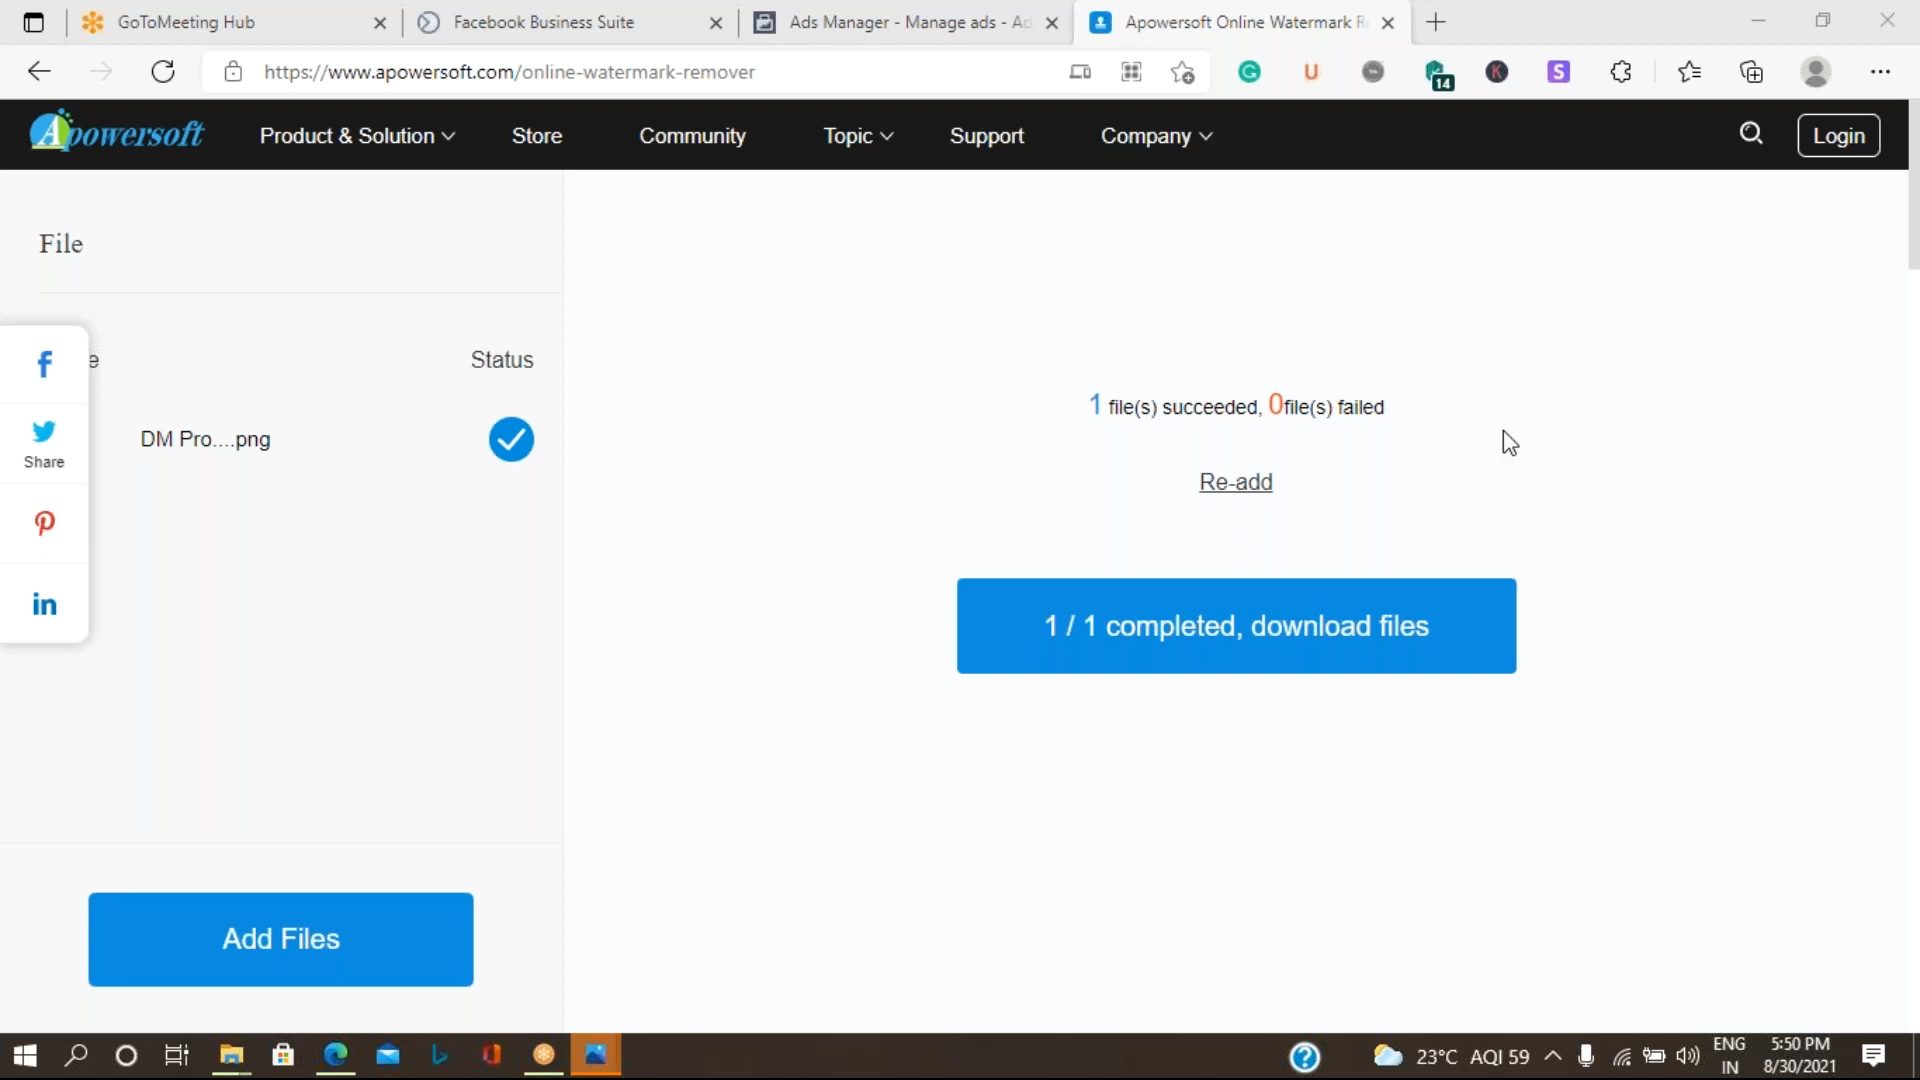 GoToMeeting Hub
Facebook Business Suite
Ads Manager - Manage ads - Ad
Apowersoft Online Watermark R
https://www.apowersoft.com/online-watermark-remover
14
Apowersoft
Product & Solution
Store
Community
Topic
Support
Company
Login
File
e
Status
DM Pro....png
Share
1 file(s) succeeded, 0file(s) failed
Re-add
1 / 1 completed, download files
Add Files
23°C AQI 59
ENG
IN
5:50 PM
8/30/2021